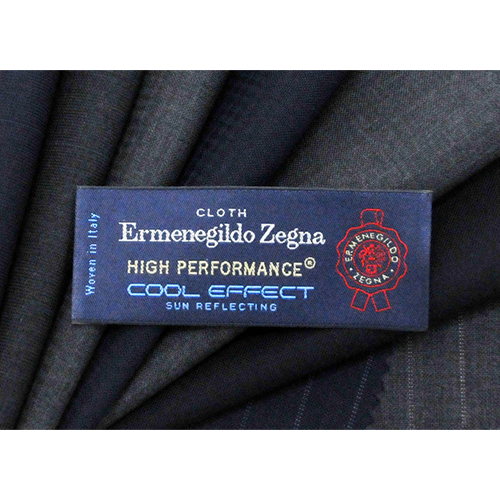 CLOTH
Ermenegildo Zegna
HIGH PERFORMANCE®
COOL EFFECT
SUN REFLECTING
Woven in Italy
ERMENEGILDO
ZEGNA